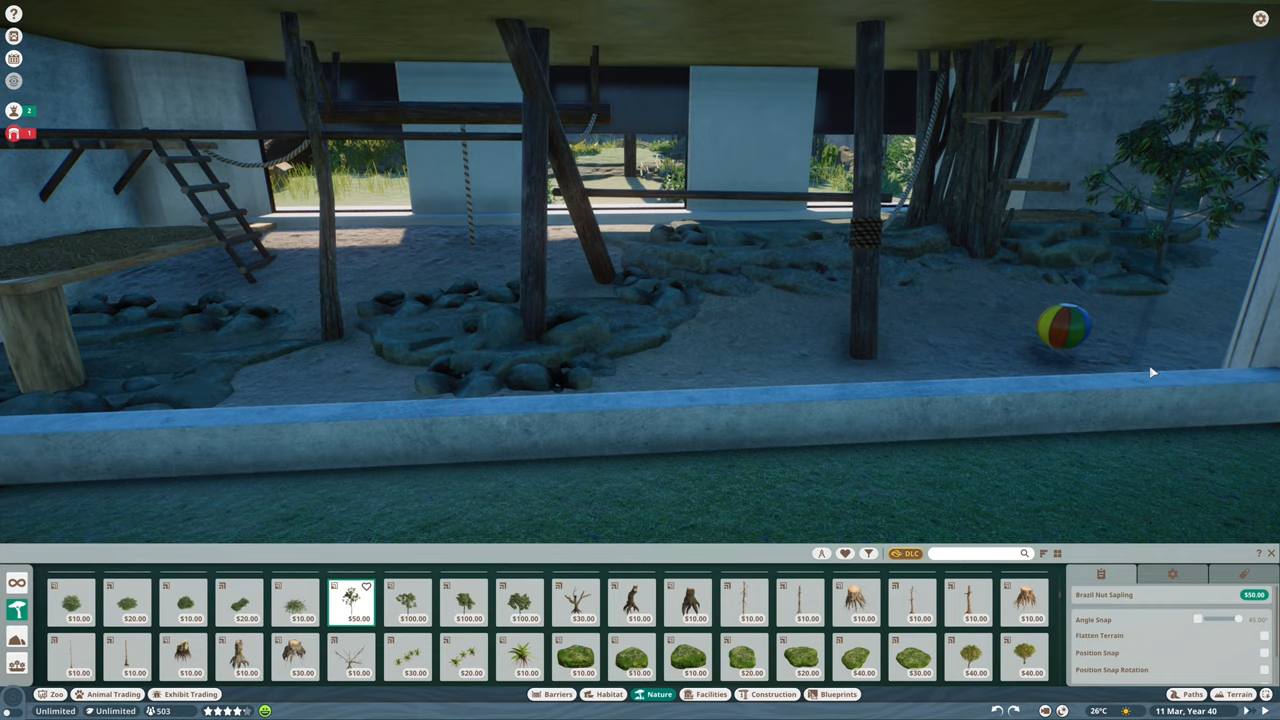 ?
2
1
DLC
? ×
$10.00 $20.00 $10.00 $20.00 $10.00 $50.00 $100.00 $100.00 $100.00 $30.00 $10.00 $10.00 $10.00 $10.00 $10.00 $10.00 $10.00 $10.00
$10.00 $10.00 $10.00 $10.00 $30.00 $10.00 $30.00 $20.00 $10.00 $10.00 $10.00 $10.00 $20.00 $20.00 $40.00 $30.00 $40.00 $40.00
Brazil Nut Sapling $50.00
Angle Snap 45.00°
Flatten Terrain
Position Snap
Position Snap Rotation
Zoo Animal Trading Exhibit Trading Barriers Habitat Nature Facilities Construction Blueprints Paths Terrain
Unlimited Unlimited 503 26°C 11 Mar, Year 40